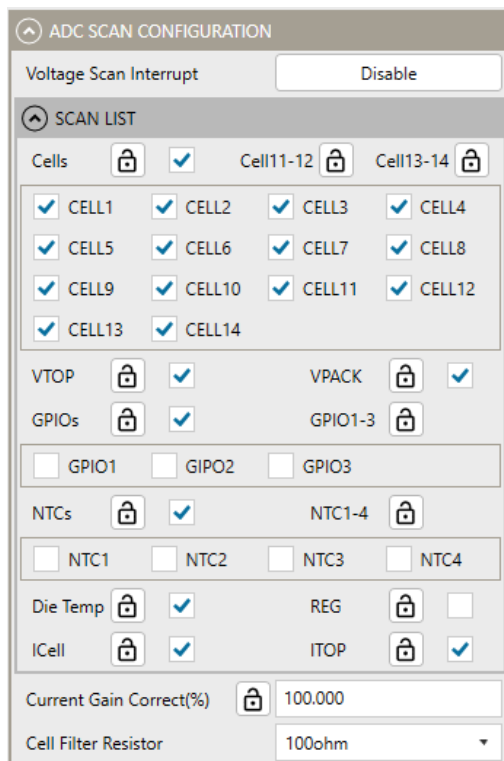 ADC SCAN CONFIGURATION
Voltage Scan Interrupt Disable
SCAN LIST
Cells Cell11-12 Cell13-14
CELL1 CELL2 CELL3 CELL4
CELL5 CELL6 CELL7 CELL8
CELL9 CELL10 CELL11 CELL12
CELL13 CELL14
VTOP VPACK
GPIOs GPIO1-3
GPIO1 GIPO2 GPIO3
NTCs NTC1-4
NTC1 NTC2 NTC3 NTC4
Die Temp REG
ICell ITOP
Current Gain Correct(%) 100.000
Cell Filter Resistor 100ohm